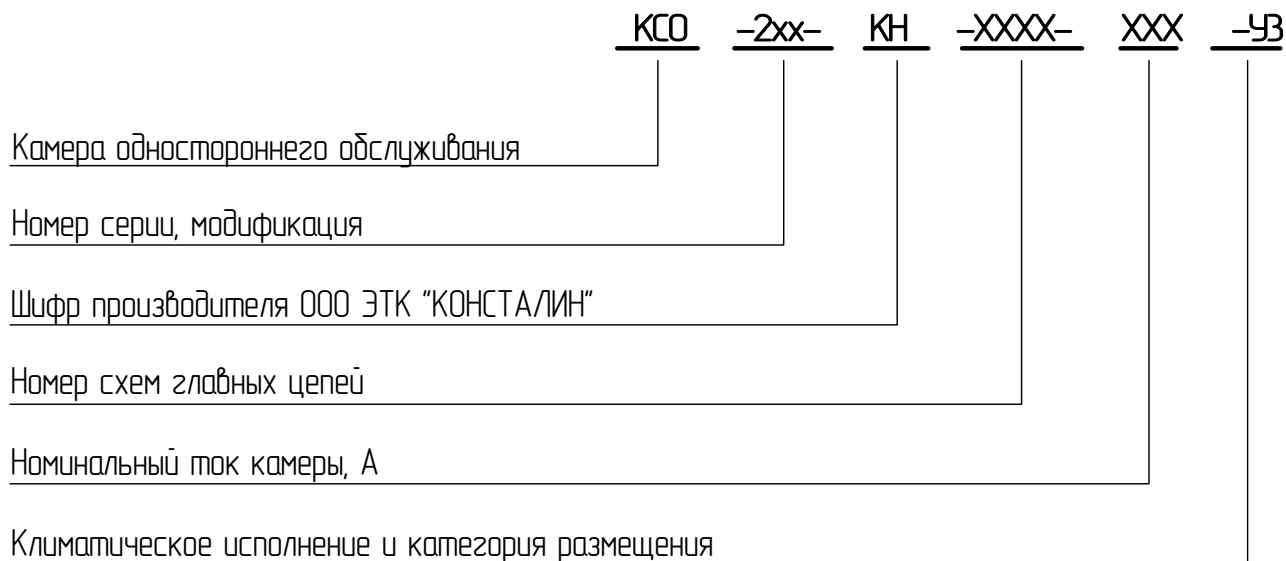 КСО –2хх– КН –ХХХХ– ХХХ –У3
Камера одностороннего обслуживания
Номер серии, модификация
Шифр производителя ООО ЭТК "КОНСТАЛИН"
Номер схем главных цепей
Номинальный ток камеры, А
Климатическое исполнение и категория размещения